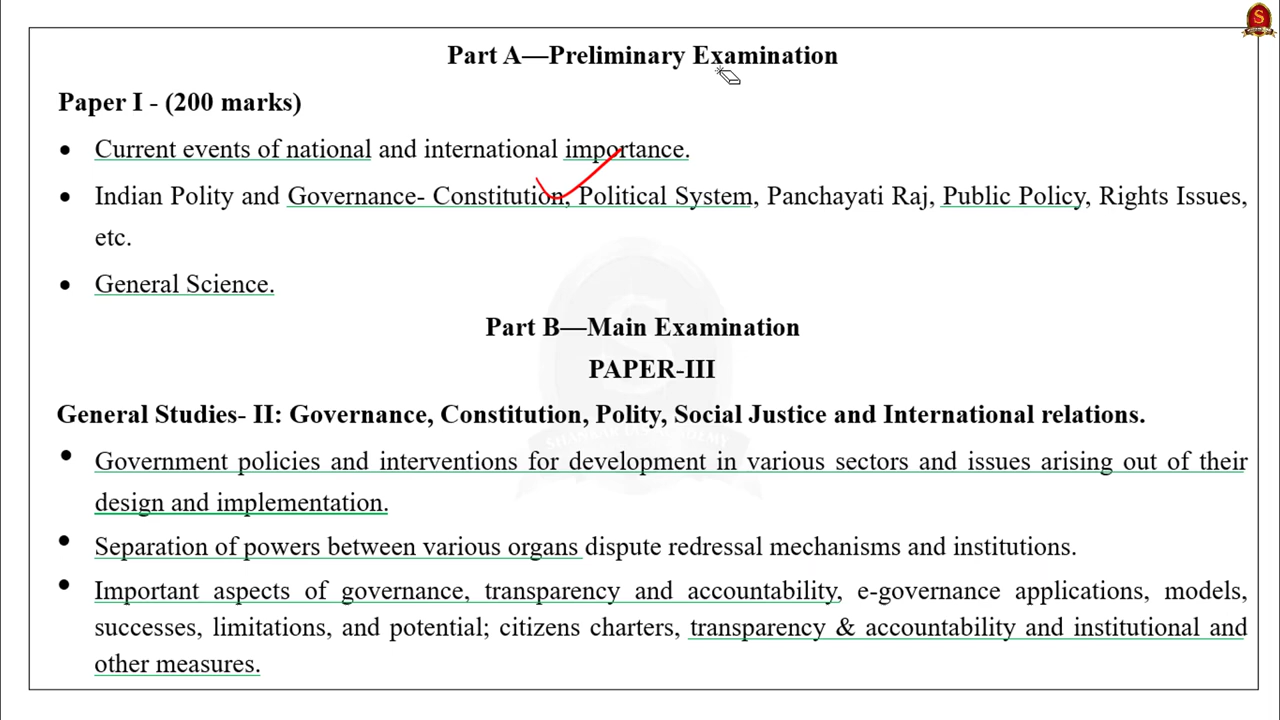 Part A—Preliminary Examination
Paper I - (200 marks)
• Current events of national and international importance.
• Indian Polity and Governance- Constitution, Political System, Panchayati Raj, Public Policy, Rights Issues,
etc.
• General Science.
Part B—Main Examination
PAPER-III
General Studies- II: Governance, Constitution, Polity, Social Justice and International relations.
• Government policies and interventions for development in various sectors and issues arising out of their
design and implementation.
• Separation of powers between various organs dispute redressal mechanisms and institutions.
• Important aspects of governance, transparency and accountability, e-governance applications, models,
successes, limitations, and potential; citizens charters, transparency & accountability and institutional and
other measures.